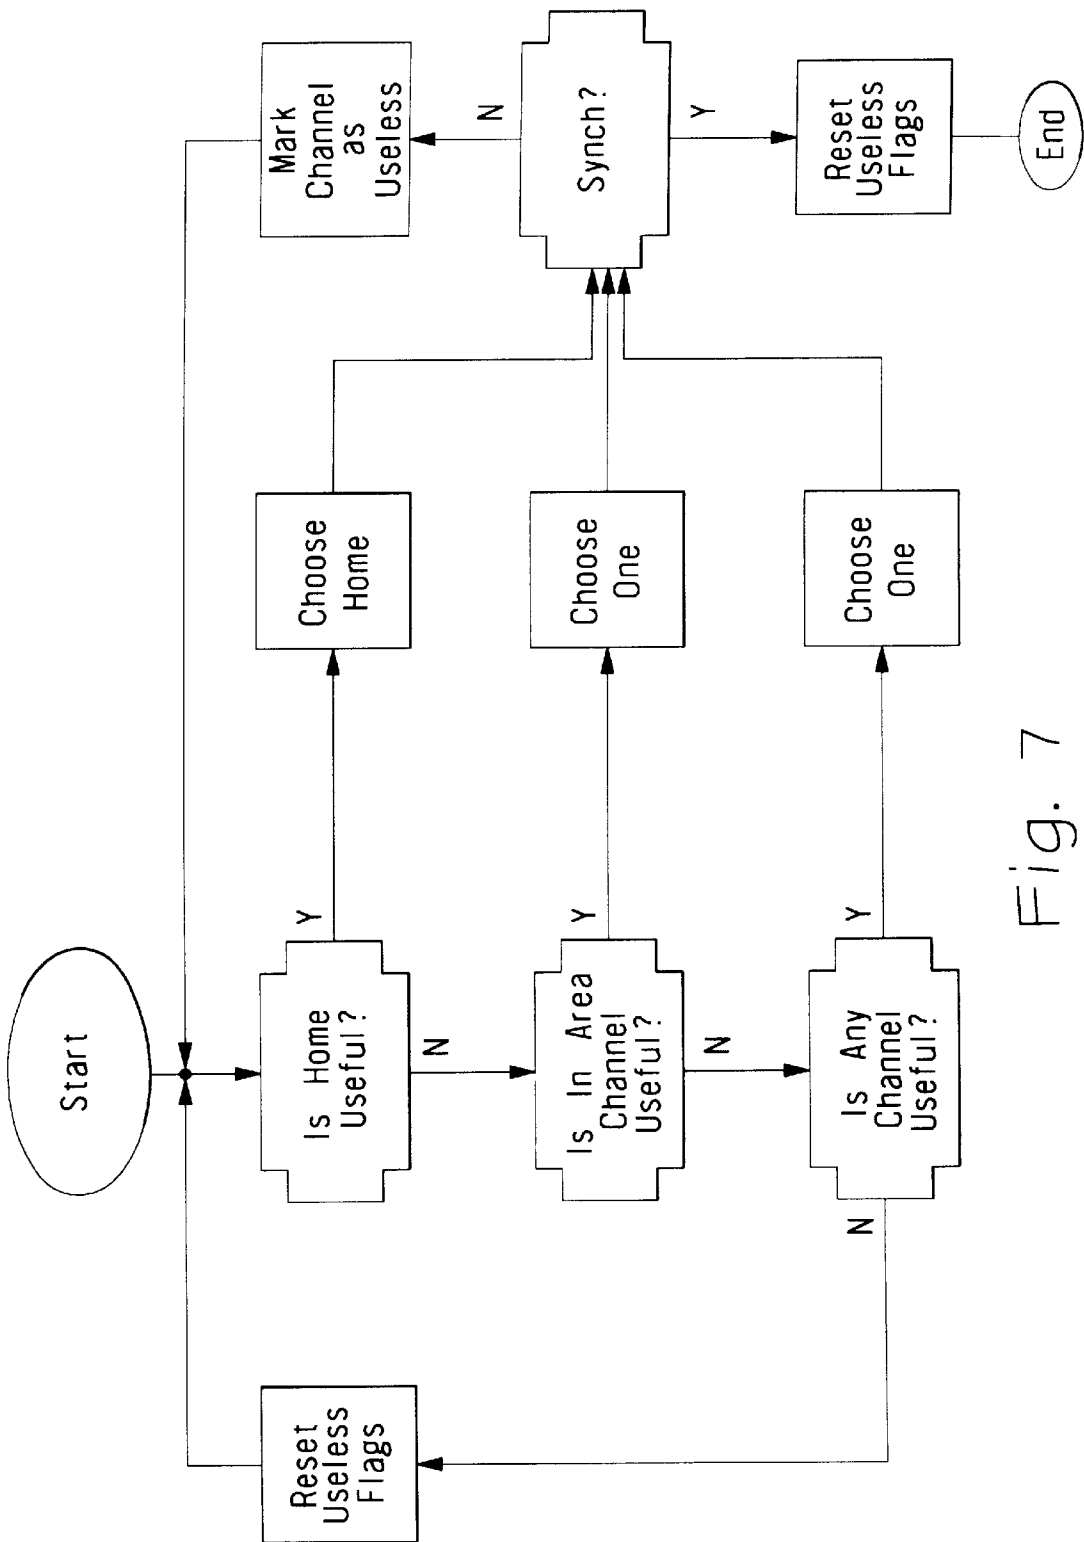 Start
Reset
Useless
Flags
Is Home
Useful?
Y
N
Choose
Home
Mark
Channel
as
Useless
Is In Area
Channel
Useful?
Y
N
Choose
One
Synch?
N
Y
Is Any
Channel
Useful?
N
Y
Choose
One
Reset
Useless
Flags
End
Fig. 7